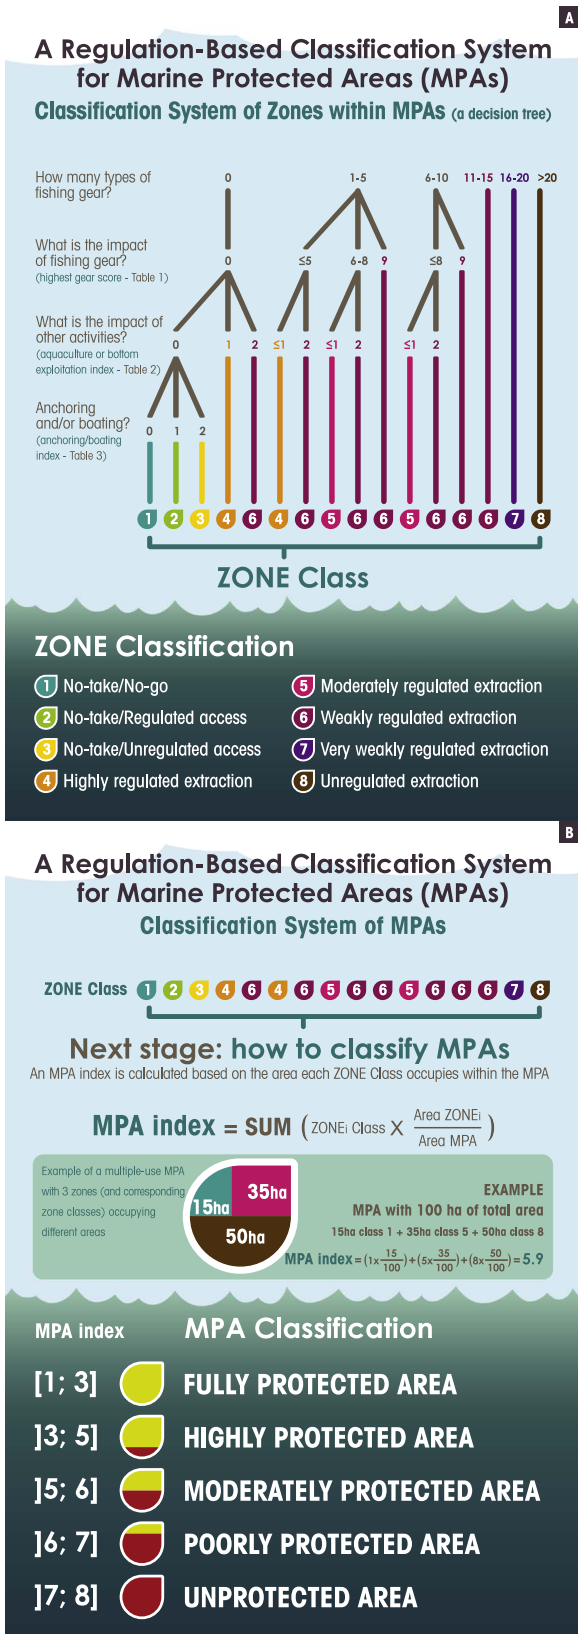 A
A Regulation-Based Classification System
for Marine Protected Areas (MPAs)
Classification System of Zones within MPAs (a decision tree)
How many types of
fishing gear?
0 1-5 6-10 11-15 16-20 >20
What is the impact
of fishing gear?
(highest gear score - Table 1)
0 ≤5 6-8 9 ≤8 9
What is the impact of
other activities?
(aquaculture or bottom
exploitation index - Table 2)
0 1 2 ≤1 2 ≤1 2 ≤1 2
Anchoring
and/or boating?
(anchoring/boating
index - Table 3)
0 1 2
1 2 3 4 6 4 6 5 6 6 5 6 6 6 7 8
ZONE Class
ZONE Classification
1 No-take/No-go
2 No-take/Regulated access
3 No-take/Unregulated access
4 Highly regulated extraction
5 Moderately regulated extraction
6 Weakly regulated extraction
7 Very weakly regulated extraction
8 Unregulated extraction
B
A Regulation-Based Classification System
for Marine Protected Areas (MPAs)
Classification System of MPAs
ZONE Class 1 2 3 4 6 4 6 5 6 6 5 6 6 6 7 8
Next stage: how to classify MPAs
An MPA index is calculated based on the area each ZONE Class occupies within the MPA
MPA index = SUM ( ZONEi Class X Area ZONEi / Area MPA )
Example of a multiple-use MPA
with 3 zones (and corresponding
zone classes) occupying
different areas
15ha
35ha
50ha
EXAMPLE
MPA with 100 ha of total area
15ha class 1 + 35ha class 5 + 50ha class 8
MPA index = (1x 15/100) + (5x 35/100) + (8x 50/100) = 5.9
MPA index MPA Classification
[1; 3] FULLY PROTECTED AREA
]3; 5] HIGHLY PROTECTED AREA
]5; 6] MODERATELY PROTECTED AREA
]6; 7] POORLY PROTECTED AREA
]7; 8] UNPROTECTED AREA